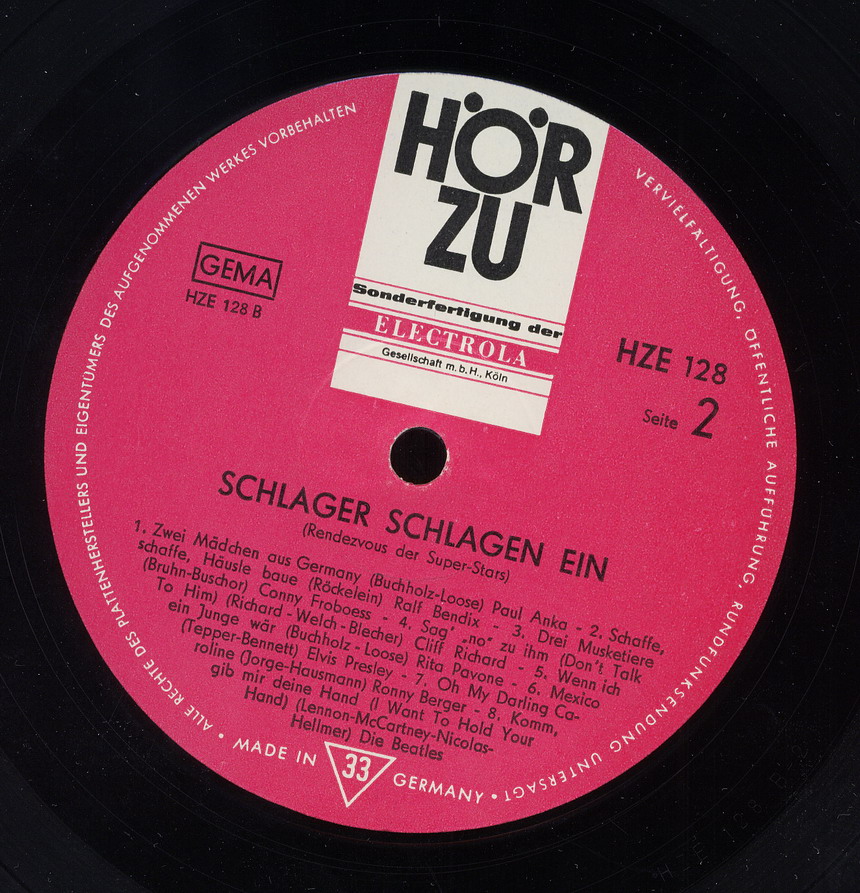 HÖR
ZU
Sonderfertigung der
ELECTROLA
Gesellschaft m.b.H., Köln
GEMA
HZE 128 B
HZE 128
Seite 2
SCHLAGER SCHLAGEN EIN
(Rendezvous der Super-Stars)
1. Zwei Mädchen aus Germany (Buchholz-Loose) Paul Anka - 2. Schaffe,
schaffe, Häusle baue (Röckelein) Ralf Bendix - 3. Drei Musketiere
(Bruhn-Buschor) Conny Froboess - 4. Sag' „no" zu ihm (Don't Talk
To Him) (Richard-Welch-Blecher) Cliff Richard - 5. Wenn ich
ein Junge wär (Buchholz-Loose) Rita Pavone - 6. Mexico
(Tepper-Bennett) Elvis Presley - 7. Oh My Darling Ca-
roline (Jorge-Hausmann) Ronny Berger - 8. Komm,
gib mir deine Hand (I Want To Hold Your
Hand) (Lennon-McCartney-Nicolas-
Hellmer) Die Beatles
MADE IN 33 GERMANY
• ALLE RECHTE DES PLATTENHERSTELLERS UND EIGENTÜMERS DES AUFGENOMMENEN WERKES VORBEHALTEN
VERVIELFÄLTIGUNG, ÖFFENTLICHE AUFFÜHRUNG, RUNDFUNKSENDUNG UNTERSAGT •